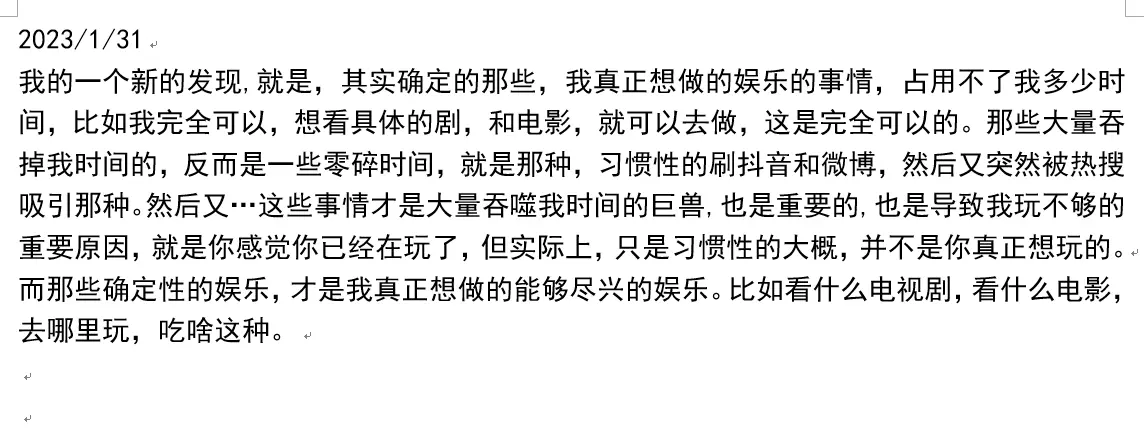 2023/1/31
我的一个新的发现,就是，其实确定的那些，我真正想做的娱乐的事情，占用不了我多少时
间，比如我完全可以，想看具体的剧，和电影，就可以去做，这是完全可以的。那些大量吞
掉我时间的，反而是一些零碎时间，就是那种，习惯性的刷抖音和微博，然后又突然被热搜
吸引那种。然后又…这些事情才是大量吞噬我时间的巨兽,也是重要的,也是导致我玩不够的
重要原因，就是你感觉你已经在玩了，但实际上，只是习惯性的大概，并不是你真正想玩的。
而那些确定性的娱乐，才是我真正想做的能够尽兴的娱乐。比如看什么电视剧，看什么电影，
去哪里玩，吃啥这种。